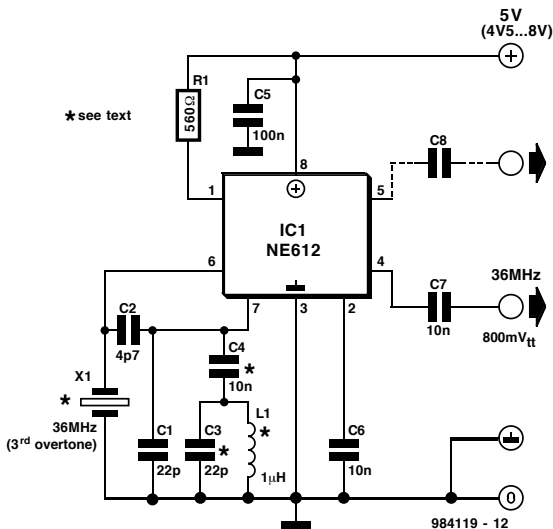 5V
(4V5...8V)
R1
560Ω
* see text
C5
100n
C8
8
1
5
IC1
NE612
6
4
36MHz
7
3
2
C7
10n
800mVtt
C2
4p7
C4
*
10n
X1
*
L1
*
36MHz
(3rd overtone)
C1
22p
C3
*
22p
1µH
C6
10n
0
984119 - 12